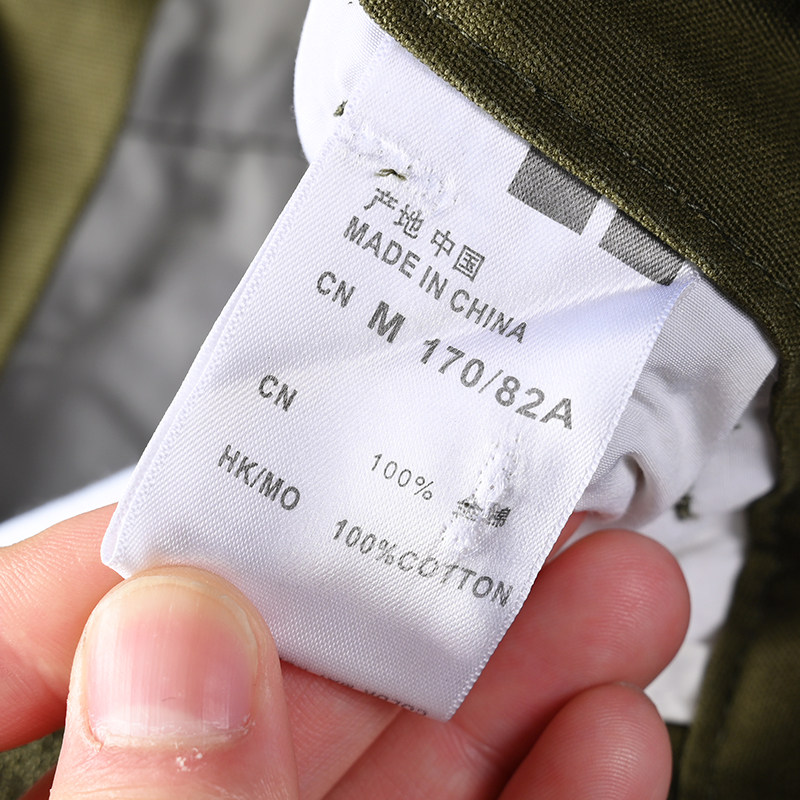 产地 中国
MADE IN CHINA
CN M 170/82A
CN
100%
HK/MO
100%COTTON